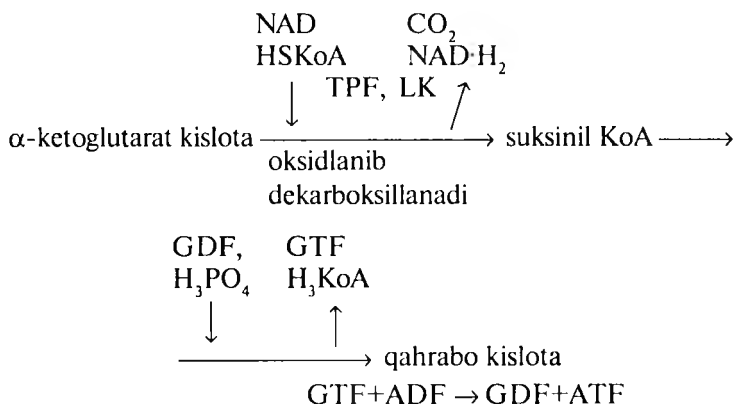 NAD CO₂
HSKoA NAD·H₂
TPF, LK
α-ketoglutarat kislota → suksinil KoA →
oksidlanib
dekarboksillanadi
GDF, GTF
H₃PO₄ H₃KoA
→ qahrabo kislota
GTF+ADF → GDF+ATF